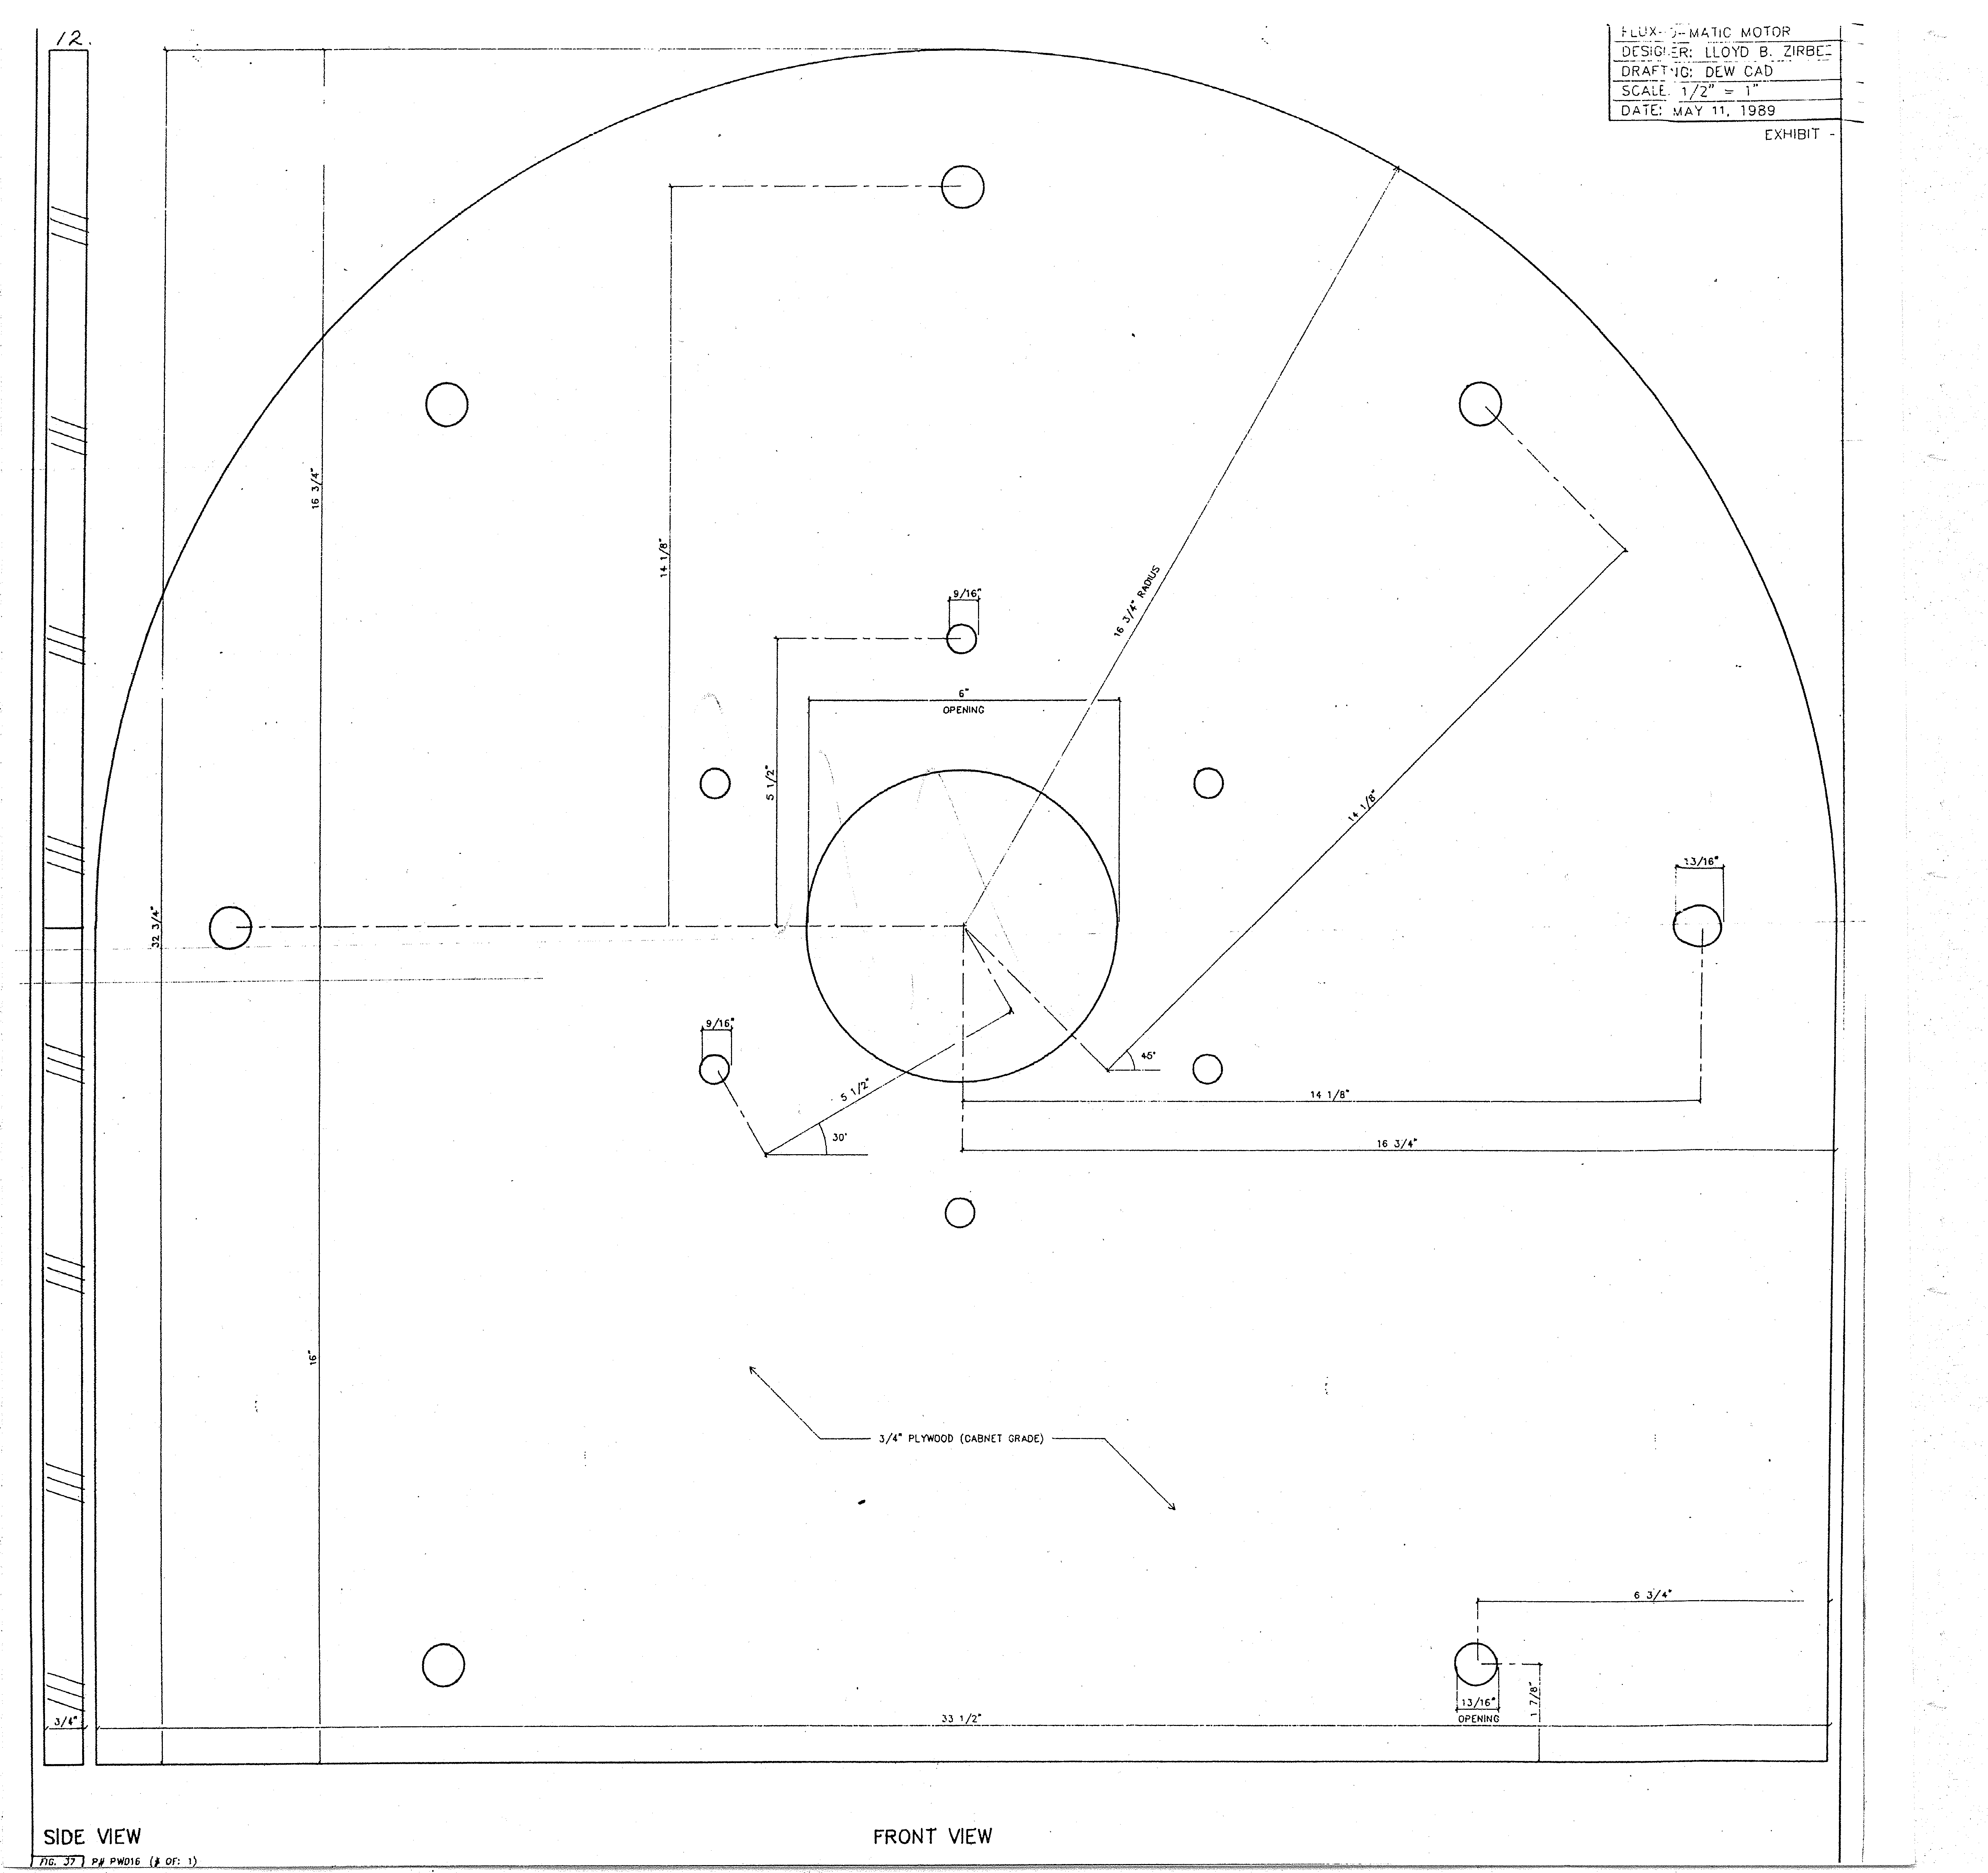 12.
FLUX-O-MATIC MOTOR
DESIGNER: LLOYD B.
DRAFTING: DEW CAD
SCALE: 1/2" = 1"
DATE: MAY 11, 1989
EXHIBIT -
16 3/4"
14 1/8"
16 3/4" RADIUS
9/16"
6"
OPENING
5 1/2"
14 1/8"
13/16"
32 3/4"
9/16"
5 1/2"
45°
14 1/8"
30°
16 3/4"
16"
3/4" PLYWOOD (CABNET GRADE)
6 3/4"
13/16"
OPENING
1 7/8"
3/4"
33 1/2"
SIDE VIEW
FRONT VIEW
FIG. 37 P# PWD16 ( OF: 1)